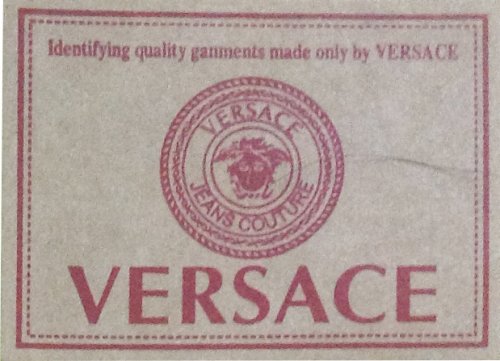 Identifying quality ganments made only by VERSACE
VERSACE
JEANS COUTURE
VERSACE